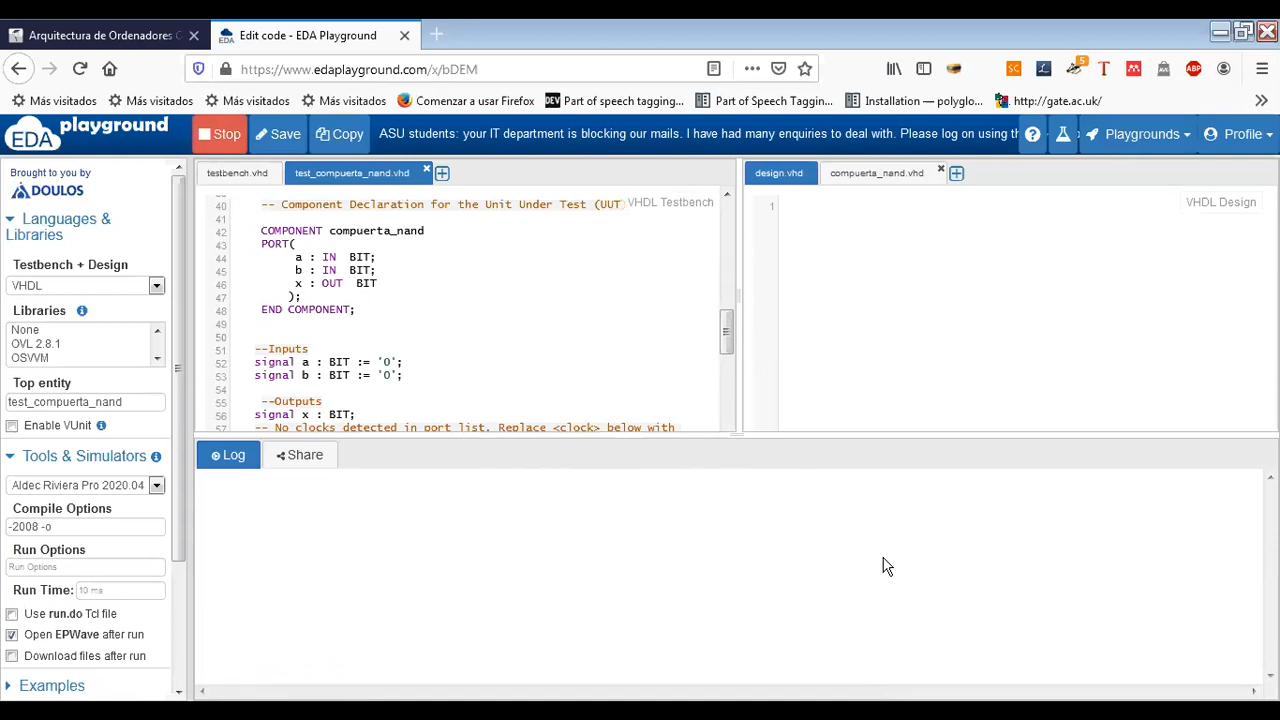 Arquitectura de Ordenadores C
Edit code - EDA Playground
https://www.edaplayground.com/x/bDEM
5
Más visitados
Más visitados
Más visitados
Más visitados
Comenzar a usar Firefox
Part of speech tagging...
Part of Speech Tagging...
Installation — polyglo...
http://gate.ac.uk/
EDA playground
Stop
Save
Copy
ASU students: your IT department is blocking our mails. I have had many enquiries to deal with. Please log on using th
Playgrounds
Profile
Brought to you by
DOULOS
Languages & Libraries
Testbench + Design
VHDL
Libraries
None
OVL 2.8.1
OSVVM
Top entity
test_compuerta_nand
Enable VUnit
Tools & Simulators
Aldec Riviera Pro 2020.04
Compile Options
-2008 -o
Run Options
Run Options
Run Time: 10 ms
Use run.do Tcl file
Open EPWave after run
Download files after run
Examples
testbench.vhd
test_compuerta_nand.vhd
VHDL Testbench
40 -- Component Declaration for the Unit Under Test (UUT
41
42 COMPONENT compuerta_nand
43 PORT(
44 a : IN BIT;
45 b : IN BIT;
46 x : OUT BIT
47 );
48 END COMPONENT;
49
50
51 --Inputs
52 signal a : BIT := '0';
53 signal b : BIT := '0';
54
55 --Outputs
56 signal x : BIT;
57 -- No clocks detected in port list. Replace <clock> below with
design.vhd
compuerta_nand.vhd
VHDL Design
1
Log
Share